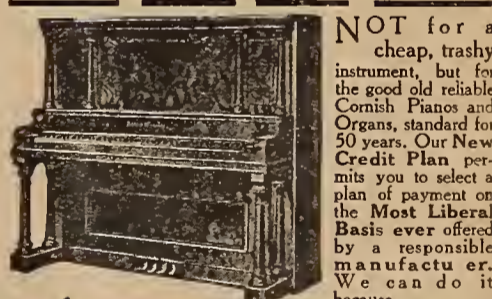 NOT for a
cheap, trashy
instrument, but for
the good old reliable
Cornish Pianos and
Organs, standard for
50 years. Our New
Credit Plan per-
mits you to select a
plan of payment on
the Most Liberal
Basis ever offered
by a responsible
manufactu er.
We can do it